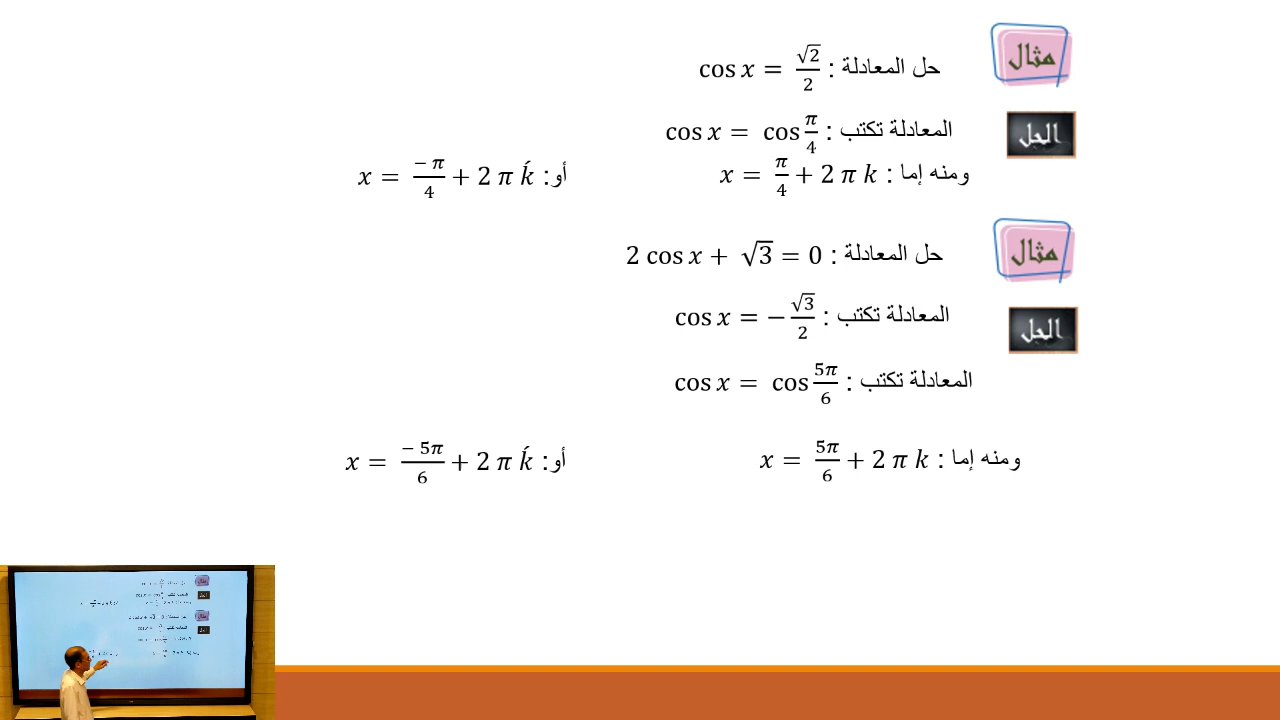 مثال
حل المعادلة : cos x = √2/2
الحل
المعادلة تكتب : cos x = cos π/4
ومنه إما : x = π/4 + 2 π k أو: x = − π/4 + 2 π ḱ
مثال
حل المعادلة : 2 cos x + √3 = 0
الحل
المعادلة تكتب : cos x = − √3/2
المعادلة تكتب : cos x = cos 5π/6
ومنه إما : x = 5π/6 + 2 π k أو: x = − 5π/6 + 2 π ḱ